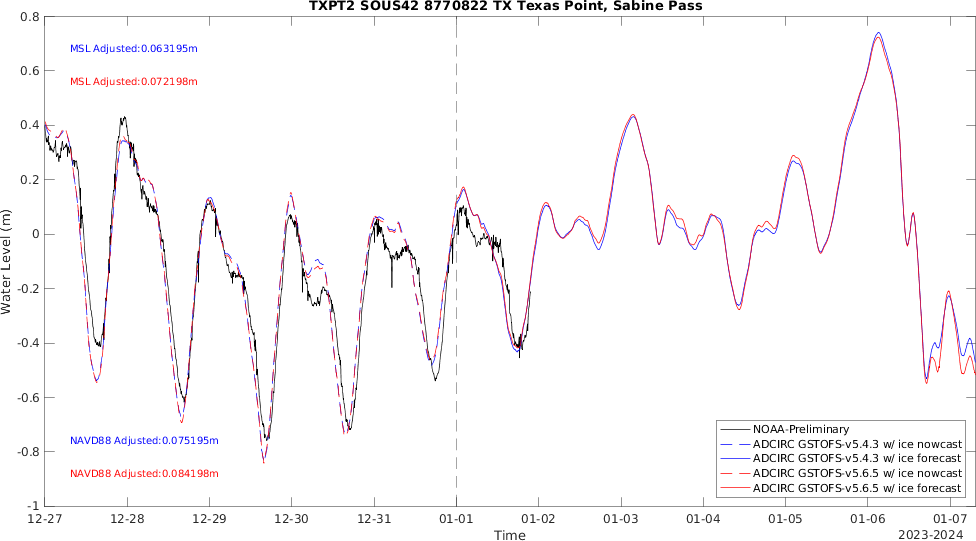 TXPT2 SOUS42 8770822 TX Texas Point, Sabine Pass
0.8
0.6
0.4
0.2
0
-0.2
-0.4
-0.6
-0.8
-1
Water Level (m)
MSL Adjusted:0.063195m
MSL Adjusted:0.072198m
NAVD88 Adjusted:0.075195m
NAVD88 Adjusted:0.084198m
NOAA-Preliminary
ADCIRC GSTOFS-v5.4.3 w/ ice nowcast
ADCIRC GSTOFS-v5.4.3 w/ ice forecast
ADCIRC GSTOFS-v5.6.5 w/ ice nowcast
ADCIRC GSTOFS-v5.6.5 w/ ice forecast
12-27 12-28 12-29 12-30 12-31 01-01 01-02 01-03 01-04 01-05 01-06 01-07
Time
2023-2024